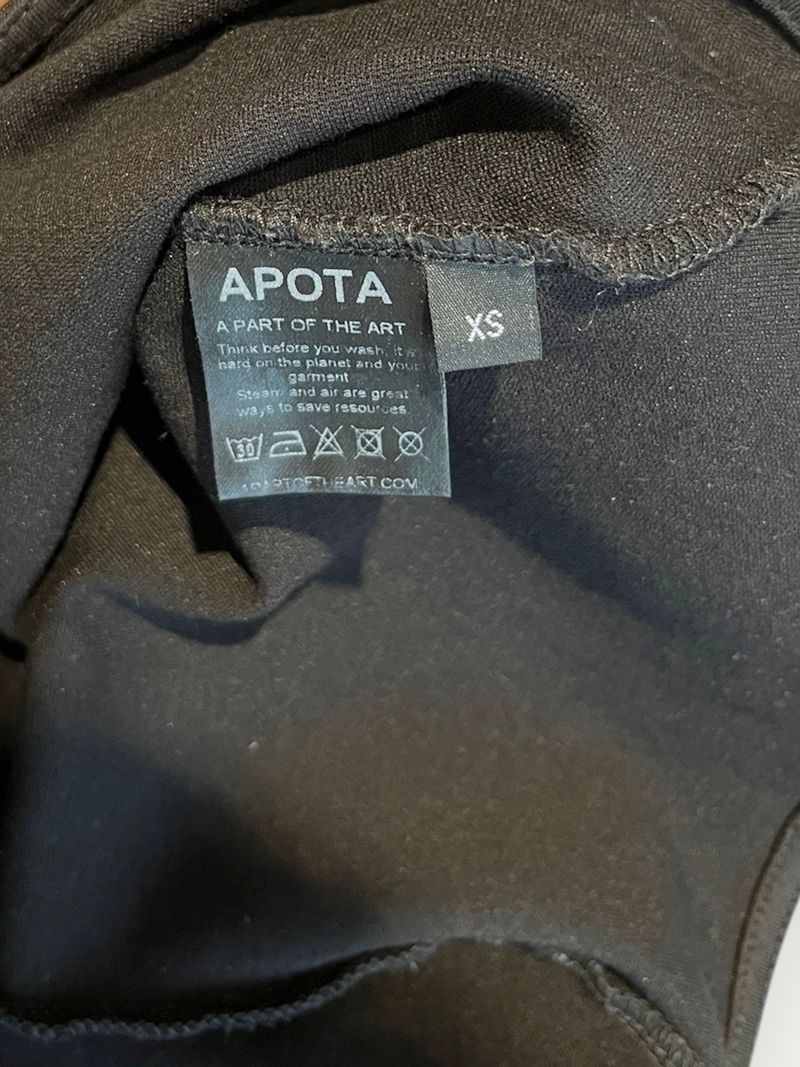 APOTA
XS
A PART OF THE ART
Think before you wash, it is
hard on the planet and your
garment
Steam and air are great
ways to save resources.
30
APARTOFTHEART.COM